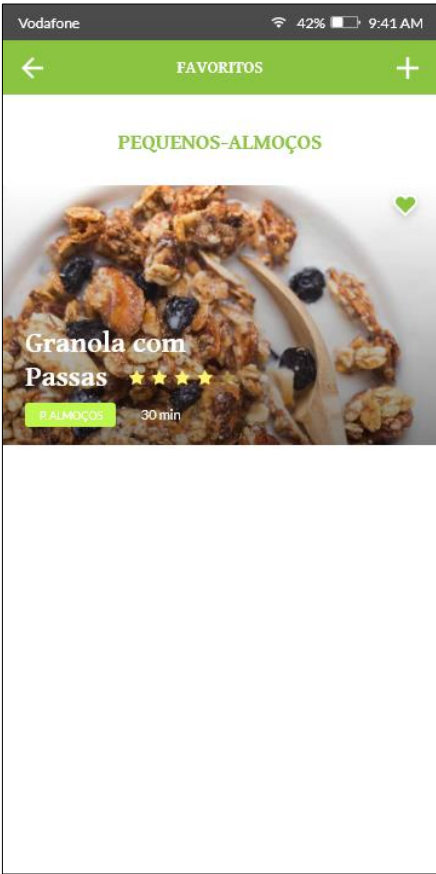 Vodafone 42% 9:41 AM
FAVORITOS
PEQUENOS-ALMOÇOS
Granola com
Passas
P. ALMOÇOS 30 min